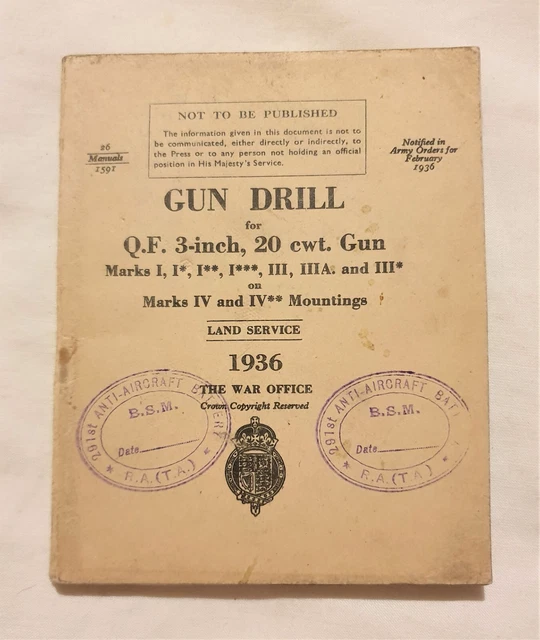 NOT TO BE PUBLISHED
The information given in this document is not to
be communicated, either directly or indirectly, to
the Press or to any person not holding an official
position in His Majesty's Service.
26
Manuals
1591
Notified in
Army Orders for
February
1936
GUN DRILL
for
Q.F. 3-inch, 20 cwt. Gun
Marks I, I*, I**, I***, III, IIIA. and III*
on
Marks IV and IV** Mountings
LAND SERVICE
1936
THE WAR OFFICE
Crown Copyright Reserved
291st ANTI-AIRCRAFT BATTERY
B.S.M.
Date
* R.A.(T.A.) *
291st ANTI-AIRCRAFT BATT
B.S.M.
Date
* R.A.(T.A.) *